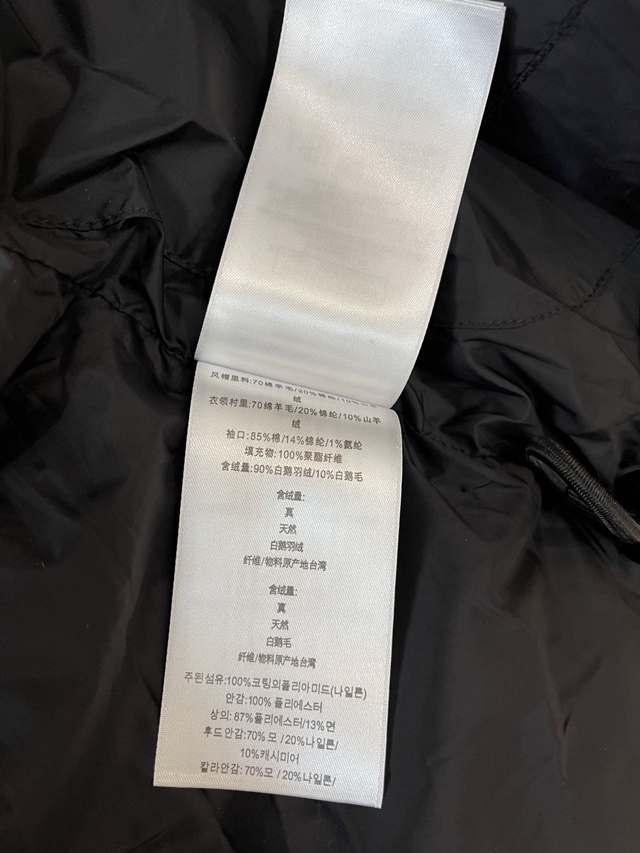 风帽里料:70绵羊毛/20%锦纶/10%山羊
绒
衣领村里:70绵羊毛/20%锦纶/10%山羊
绒
袖口:85%棉/14%锦纶/1%氨纶
填充物:100%聚酯纤维
含绒量:90%白鹅羽绒/10%白鹅毛
含绒量:
真
天然
白鹅羽绒
纤维/物料原产地台湾
含绒量:
真
天然
白鹅毛
纤维/物料原产地台湾
주된섬유:100%코팅외폴리아미드(나일론)
안감:100% 폴리에스터
상의: 87%폴리에스터/13%면
후드안감:70%모 /20%나일론/
10%캐시미어
칼라안감: 70%모 /20%나일론/